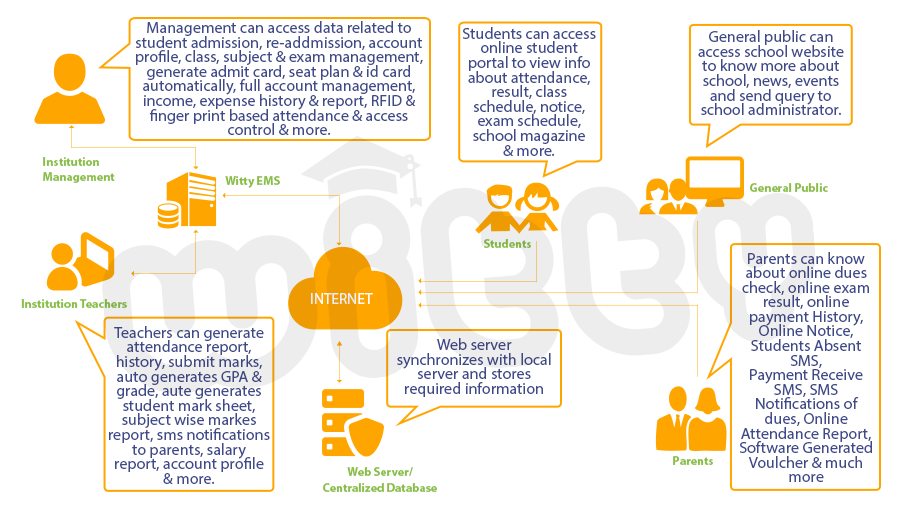 Management can access data related to
student admission, re-addmission, account
profile, class, subject & exam management,
generate admit card, seat plan & id card
automatically, full account management,
income, expense history & report, RFID &
finger print based attendance & access
control & more.
Students can access
online student
portal to view info
about attendance,
result, class
schedule, notice,
exam schedule,
school magazine
& more.
General public can
access school website
to know more about
school, news, events
and send query to
school administrator.
Institution
Management
Witty EMS
Students
General Public
Institution Teachers
INTERNET
Parents can know
about online dues
check, online exam
result, online
payment History,
Online Notice,
Students Absent
SMS,
Payment Receive
SMS, SMS
Notifications of
dues, Online
Attendance Report,
Software Generated
Voulcher & much
more
Teachers can generate
attendance report,
history, submit marks,
auto generates GPA &
grade, aute generates
student mark sheet,
subject wise markes
report, sms notifications
to parents, salary
report, account profile
& more.
Web server
synchronizes with local
server and stores
required information
Web Server/
Centralized Database
Parents